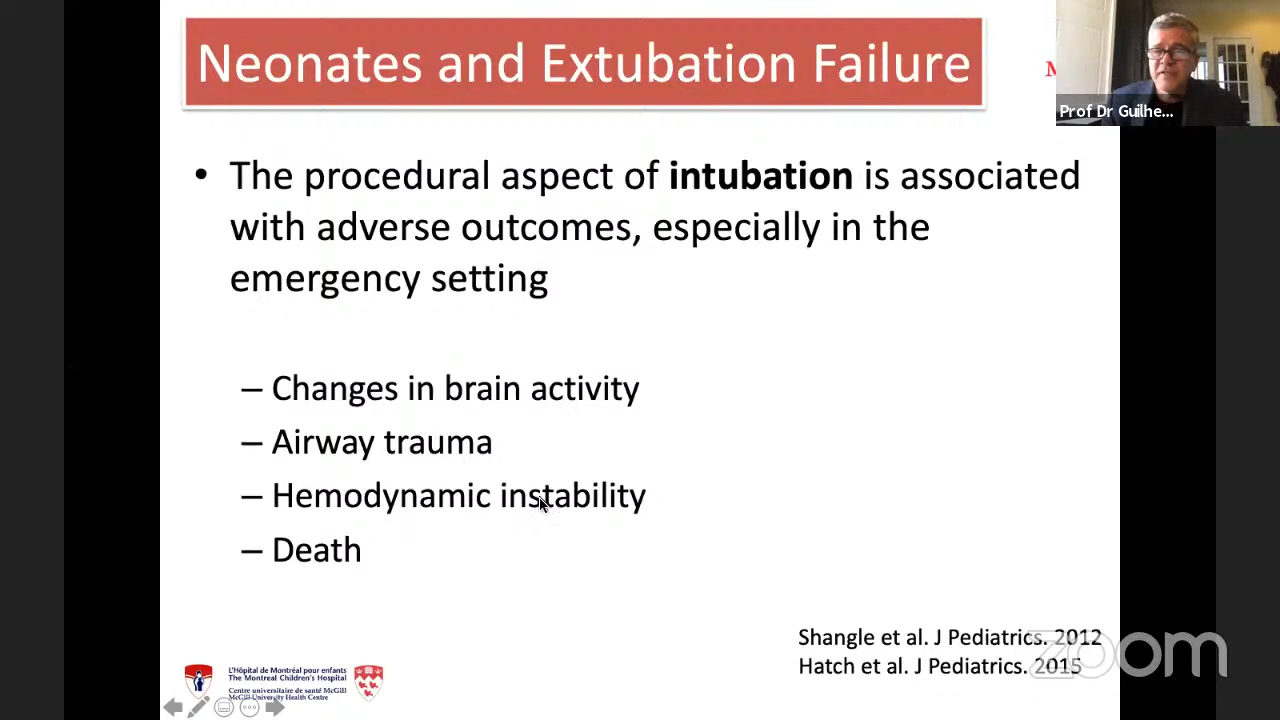 Neonates and Extubation Failure
M
Prof Dr Guilhe...
• The procedural aspect of intubation is associated
with adverse outcomes, especially in the
emergency setting
– Changes in brain activity
– Airway trauma
– Hemodynamic instability
– Death
Shangle et al. J Pediatrics. 2012
Hatch et al. J Pediatrics. 2015
zoom
L'Hôpital de Montréal pour enfants
The Montreal Children's Hospital
Centre universitaire de santé McGill
McGill University Health Centre